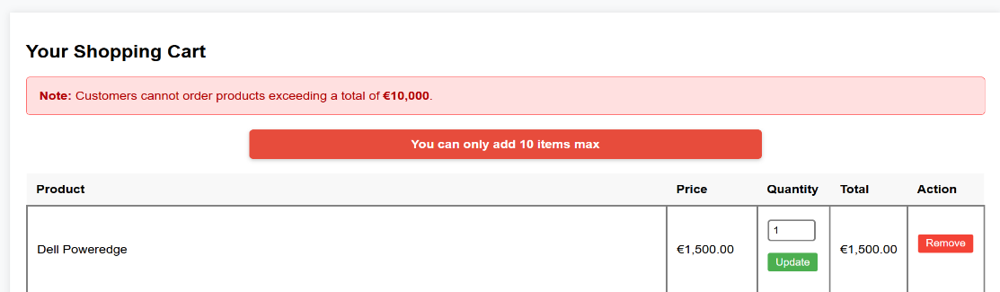 Your Shopping Cart
Note: Customers cannot order products exceeding a total of €10,000.
You can only add 10 items max
Product Price Quantity Total Action
Dell Poweredge €1,500.00 1 €1,500.00 Remove
Update